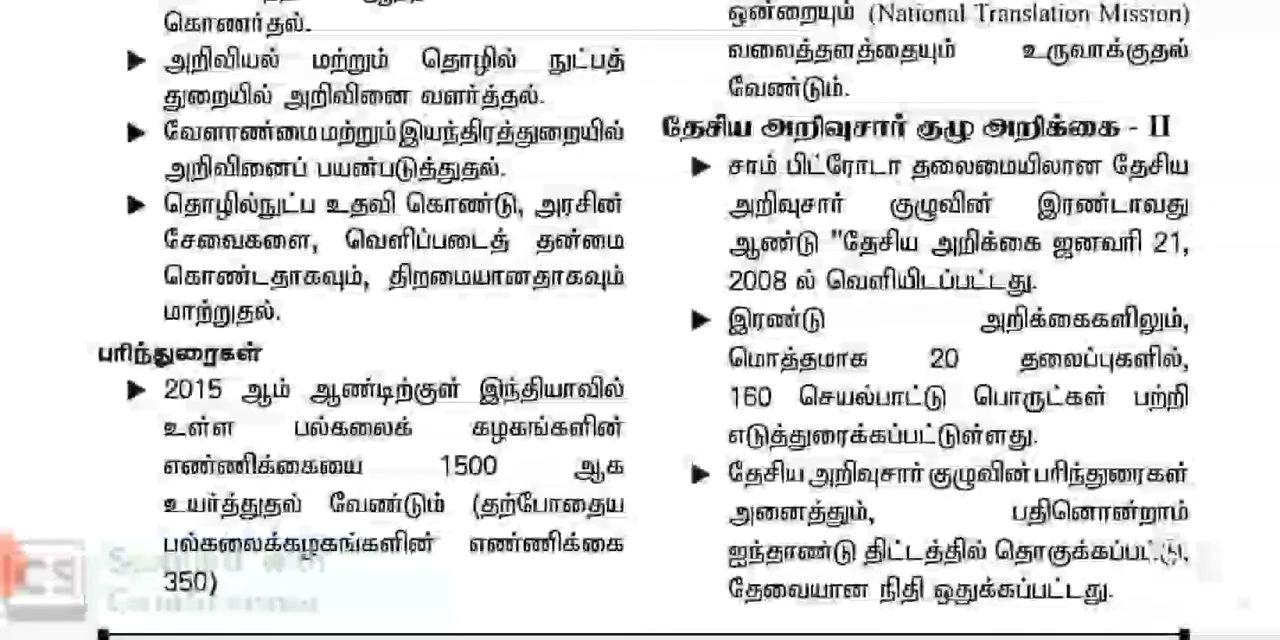 கொணர்தல்.
► அறிவியல் மற்றும் தொழில் நுட்பத்
துறையில் அறிவினை வளர்த்தல்.
► வேளாண்மை மற்றும் இயந்திரத்துறையில்
அறிவினைப் பயன்படுத்துதல்.
► தொழில்நுட்ப உதவி கொண்டு, அரசின்
சேவைகளை, வெளிப்படைத் தன்மை
கொண்டதாகவும், திறமையானதாகவும்
மாற்றுதல்.
பரிந்துரைகள்
► 2015 ஆம் ஆண்டிற்குள் இந்தியாவில்
உள்ள பல்கலைக் கழகங்களின்
எண்ணிக்கையை 1500 ஆக
உயர்த்துதல் வேண்டும் (தற்போதைய
பல்கலைக்கழகங்களின் எண்ணிக்கை
350)
CS
ஒன்றையும் (National Translation Mission)
வலைத்தளத்தையும் உருவாக்குதல்
வேண்டும்.
தேசிய அறிவுசார் குழு அறிக்கை - II
► சாம் பிட்ரோடா தலைமையிலான தேசிய
அறிவுசார் குழுவின் இரண்டாவது
ஆண்டு "தேசிய அறிக்கை ஜனவரி 21,
2008 ல் வெளியிடப்பட்டது.
► இரண்டு அறிக்கைகளிலும்,
மொத்தமாக 20 தலைப்புகளில்,
160 செயல்பாட்டு பொருட்கள் பற்றி
எடுத்துரைக்கப்பட்டுள்ளது.
► தேசிய அறிவுசார் குழுவின் பரிந்துரைகள்
அனைத்தும், பதினொன்றாம்
ஐந்தாண்டு திட்டத்தில் தொகுக்கப்பட்டு,
தேவையான நிதி ஒதுக்கப்பட்டது.